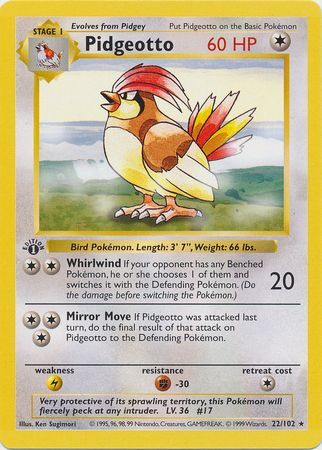 STAGE 1
Evolves from Pidgey
Put Pidgeotto on the Basic Pokémon
Pidgeotto
60 HP
EDITION
1
Bird Pokémon. Length: 3' 7", Weight: 66 lbs.
Whirlwind If your opponent has any Benched
Pokémon, he or she chooses 1 of them and
switches it with the Defending Pokémon. (Do
the damage before switching the Pokémon.)
20
Mirror Move If Pidgeotto was attacked last
turn, do the final result of that attack on
Pidgeotto to the Defending Pokémon.
weakness
resistance
retreat cost
-30
Very protective of its sprawling territory, this Pokémon will
fiercely peck at any intruder. LV. 36 #17
Illus. Ken Sugimori
© 1995, 96, 98, 99 Nintendo, Creatures, GAMEFREAK. © 1999 Wizards.
22/102 ★